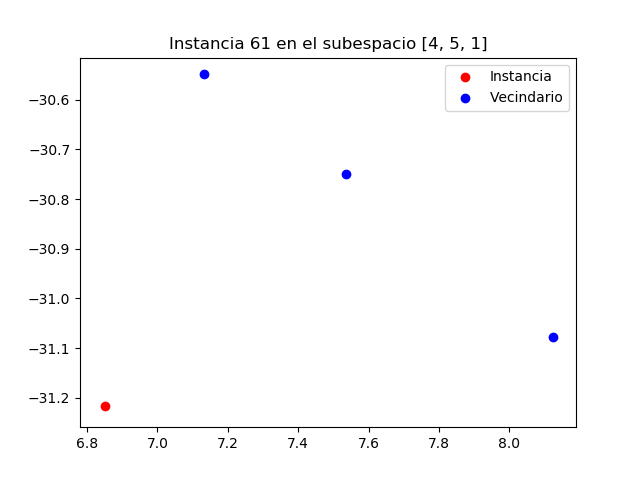 Instancia 61 en el subespacio [4, 5, 1]
Instancia
Vecindario
−30.6
−30.7
−30.8
−30.9
−31.0
−31.1
−31.2
6.8 7.0 7.2 7.4 7.6 7.8 8.0